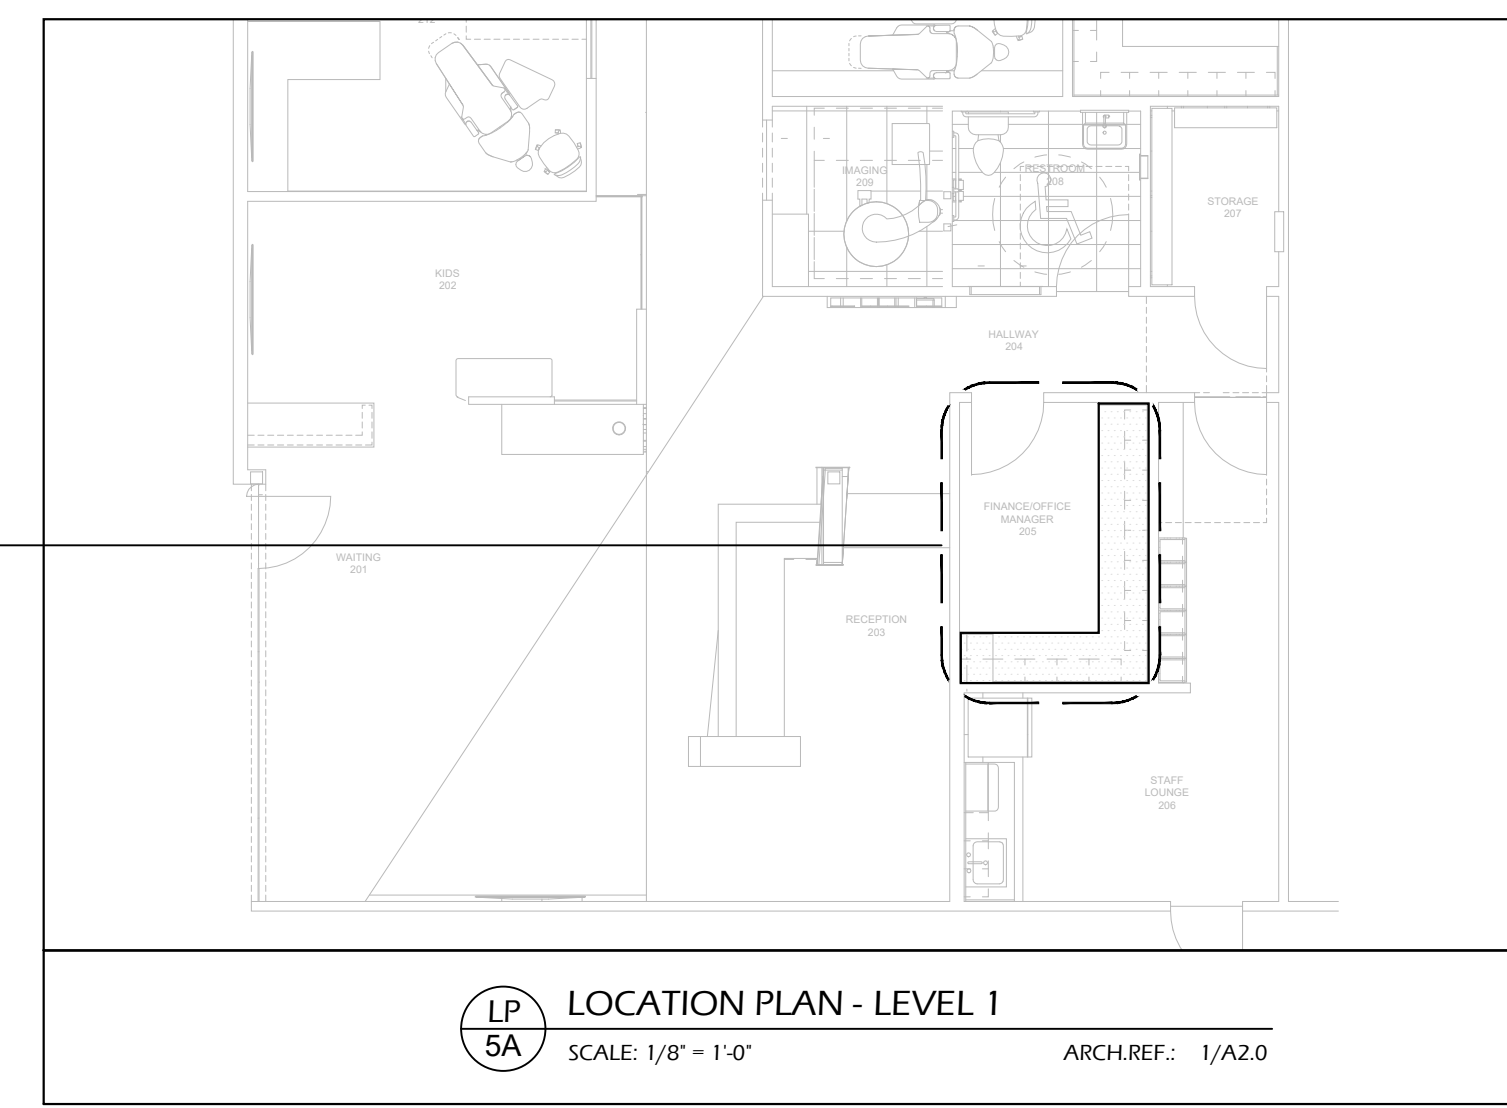 212
IMAGING
209
RESTROOM
208
STORAGE
207
KIDS
202
HALLWAY
204
FINANCE/OFFICE
MANAGER
205
WAITING
201
RECEPTION
203
STAFF
LOUNGE
206
LP
5A
LOCATION PLAN - LEVEL 1
SCALE: 1/8" = 1'-0"
ARCH.REF.: 1/A2.0